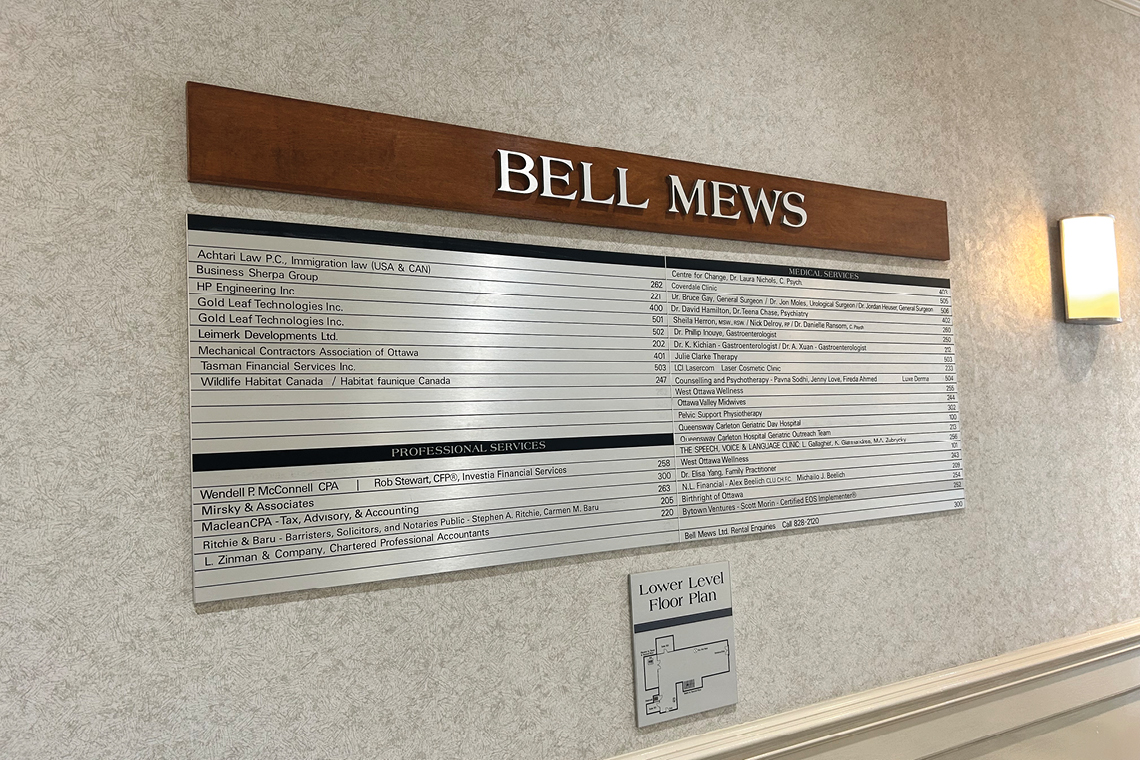 BELL MEWS
Achtari Law P.C., Immigration law (USA & CAN) 262
Business Sherpa Group 221
HP Engineering Inc 400
Gold Leaf Technologies Inc. 501
Gold Leaf Technologies Inc. 502
Leimerk Developments Ltd. 202
Mechanical Contractors Association of Ottawa 401
Tasman Financial Services Inc. 503
Wildlife Habitat Canada / Habitat faunique Canada 247
PROFESSIONAL SERVICES
Wendell P. McConnell CPA | Rob Stewart, CFP®, Investia Financial Services 258
Mirsky & Associates 300
MacleanCPA - Tax, Advisory, & Accounting 263
Ritchie & Baru - Barristers, Solicitors, and Notaries Public - Stephen A. Ritchie, Carmen M. Baru 205
L. Zinman & Company, Chartered Professional Accountants 220
MEDICAL SERVICES
Centre for Change, Dr. Laura Nichols, C. Psych. 403
Coverdale Clinic 505
Dr. Bruce Gay, General Surgeon / Dr. Jon Moles, Urological Surgeon / Dr. Jordan Heuser, General Surgeon 506
Dr. David Hamilton, Dr. Teena Chase, Psychiatry 402
Sheila Herron, MSW, RSW / Nick Delroy, RP / Dr. Danielle Ransom, C. Psych 260
Dr. Phillip Inouye, Gastroenterologist 250
Dr. K. Kichian - Gastroenterologist / Dr. A. Xuan - Gastroenterologist 212
Julie Clarke Therapy 503
LCI Lasercom Laser Cosmetic Clinic 233
Counselling and Psychotherapy - Pavna Sodhi, Jenny Love, Fireda Ahmed Luxe Derma 504
West Ottawa Wellness 255
Ottawa Valley Midwives 244
Pelvic Support Physiotherapy 302
Queensway Carleton Geriatric Day Hospital 100
Queensway Carleton Hospital Geriatric Outreach Team 213
THE SPEECH, VOICE & LANGUAGE CLINIC L. Gallagher, K. Giannandrea, M.A. Zubrycky 256
West Ottawa Wellness 101
Dr. Elisa Yang, Family Practitioner 243
N.L. Financial - Alex Beelich CLU CH.F.C. Michailo J. Beelich 209
Birthright of Ottawa 254
Bytown Ventures - Scott Morin - Certified EOS Implementer® 252
Bell Mews Ltd. Rental Enquiries Call 828-2120 300
Lower Level
Floor Plan